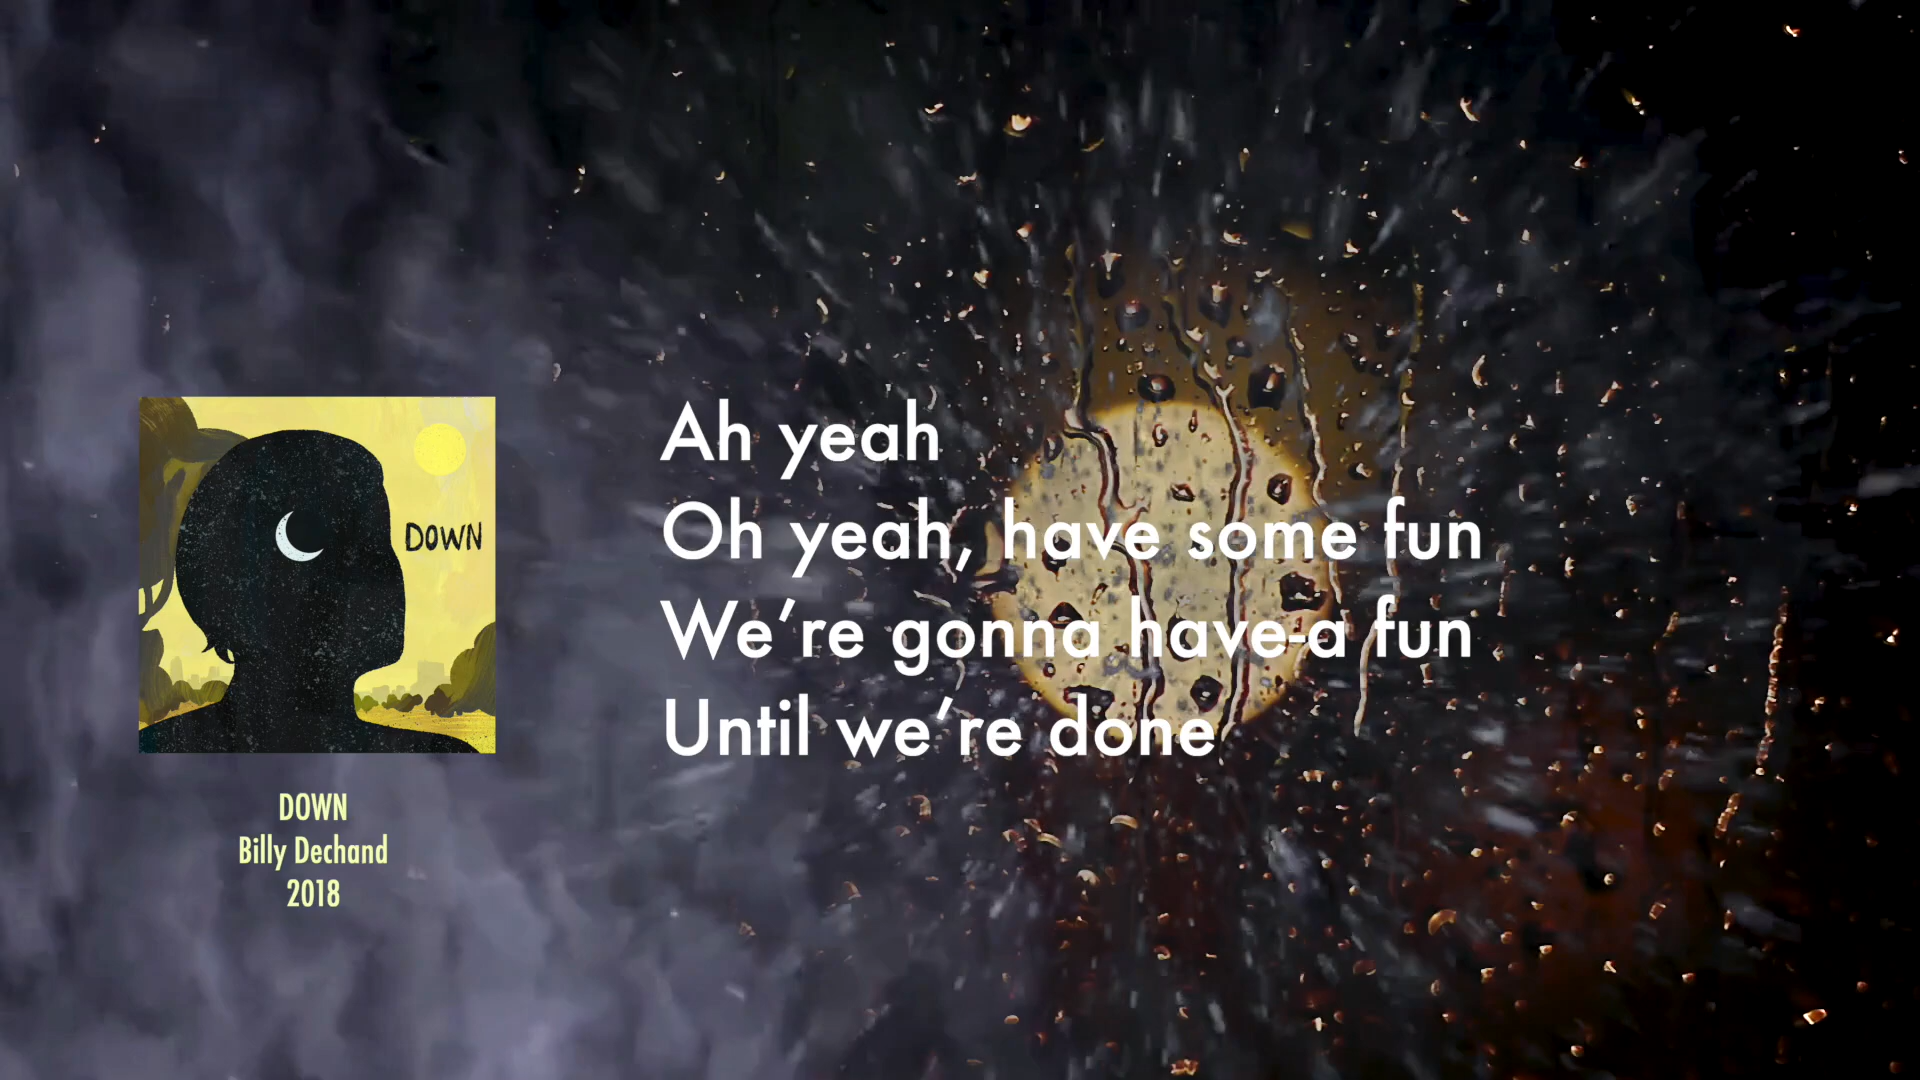 DOWN
DOWN
Billy Dechand
2018
Ah yeah
Oh yeah, have some fun
We’re gonna have-a fun
Until we’re done